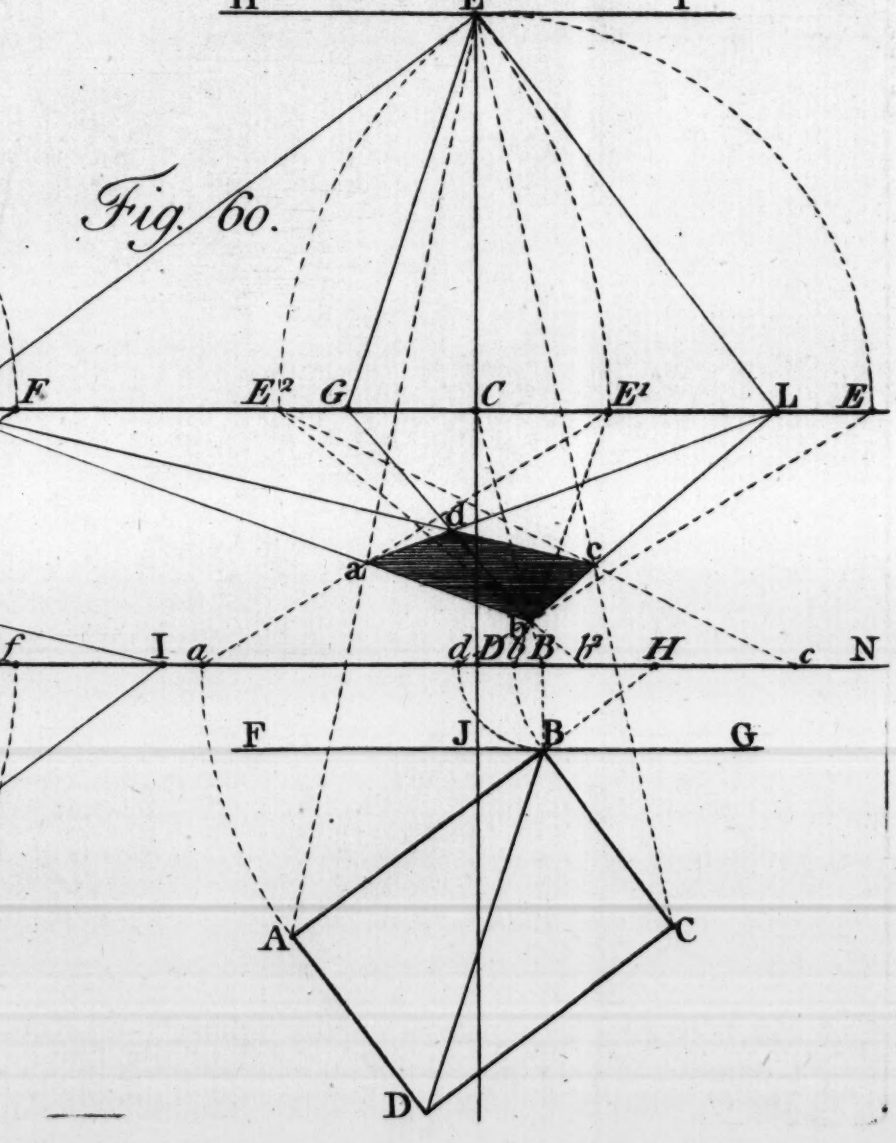 H E I
Fig. 60.
F E² G C E¹ L E
d
a c
b
f I a d D b B b² H c N
F J B G
A C
D